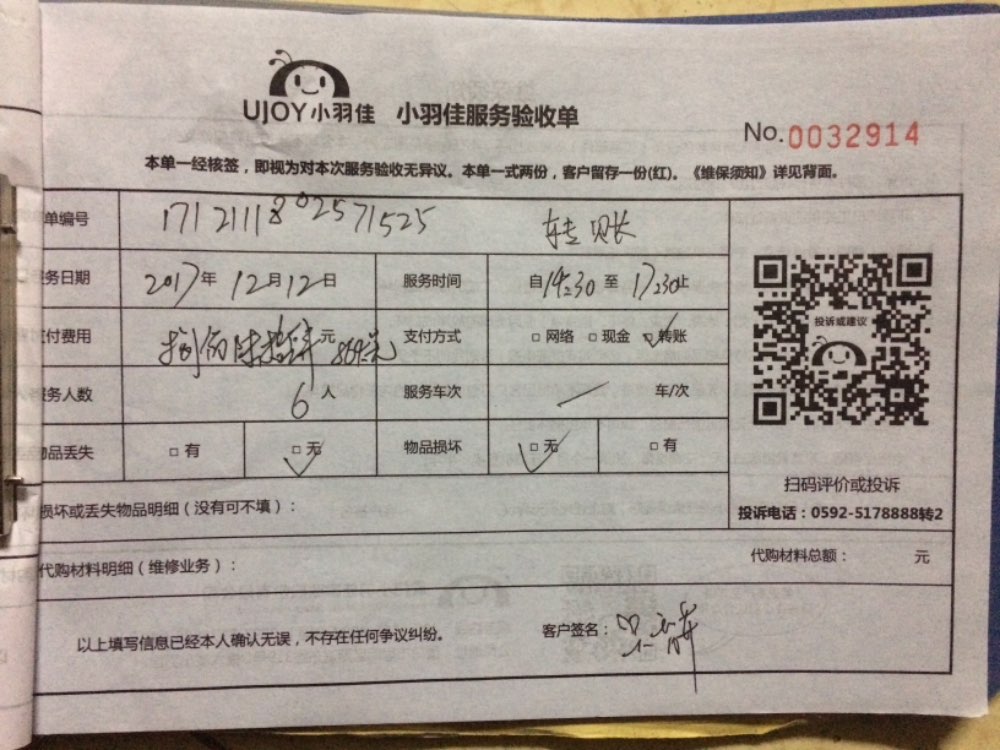 UJOY小羽佳 小羽佳服务验收单
No.0032914
本单一经核签，即视为对本次服务验收无异议。本单一式两份，客户留存一份(红)。《维保须知》详见背面。
单编号 1712111802571525 转账
务日期 2017年12月12日 服务时间 自14:30至17:30止
付费用 元 支付方式 □网络 □现金 □转账
务人数 6人 服务车次 车/次
品丢失 □有 □无 物品损坏 □无 □有
投诉或建议
扫码评价或投诉
投诉电话：0592-5178888转2
损坏或丢失物品明细（没有可不填）：
代购材料明细（维修业务）： 代购材料总额： 元
以上填写信息已经本人确认无误，不存在任何争议纠纷。 客户签名：